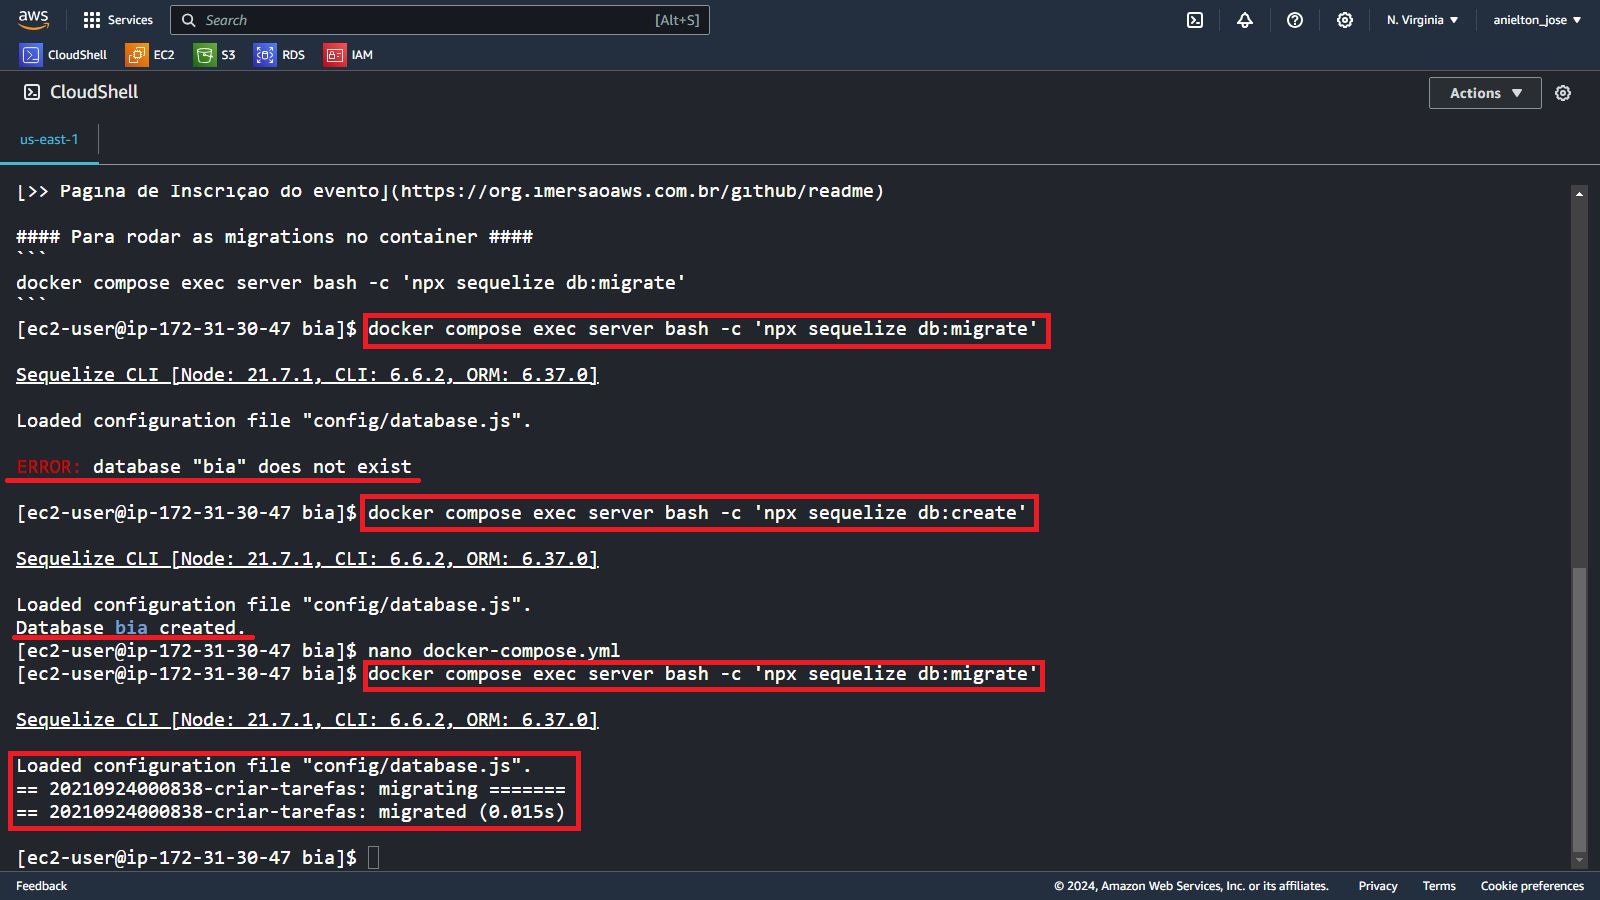 aws
Services
Search
[Alt+S]
N. Virginia
anielton_jose
CloudShell
EC2
S3
RDS
IAM
CloudShell
Actions
us-east-1
[>> Página de Inscrição do evento](https://org.imersaoaws.com.br/github/readme)
#### Para rodar as migrations no container ####
```
docker compose exec server bash -c 'npx sequelize db:migrate'
```
[ec2-user@ip-172-31-30-47 bia]$ docker compose exec server bash -c 'npx sequelize db:migrate'
Sequelize CLI [Node: 21.7.1, CLI: 6.6.2, ORM: 6.37.0]
Loaded configuration file "config/database.js".
ERROR: database "bia" does not exist
[ec2-user@ip-172-31-30-47 bia]$ docker compose exec server bash -c 'npx sequelize db:create'
Sequelize CLI [Node: 21.7.1, CLI: 6.6.2, ORM: 6.37.0]
Loaded configuration file "config/database.js".
Database bia created.
[ec2-user@ip-172-31-30-47 bia]$ nano docker-compose.yml
[ec2-user@ip-172-31-30-47 bia]$ docker compose exec server bash -c 'npx sequelize db:migrate'
Sequelize CLI [Node: 21.7.1, CLI: 6.6.2, ORM: 6.37.0]
Loaded configuration file "config/database.js".
== 20210924000838-criar-tarefas: migrating =======
== 20210924000838-criar-tarefas: migrated (0.015s)
[ec2-user@ip-172-31-30-47 bia]$
Feedback
© 2024, Amazon Web Services, Inc. or its affiliates.
Privacy
Terms
Cookie preferences